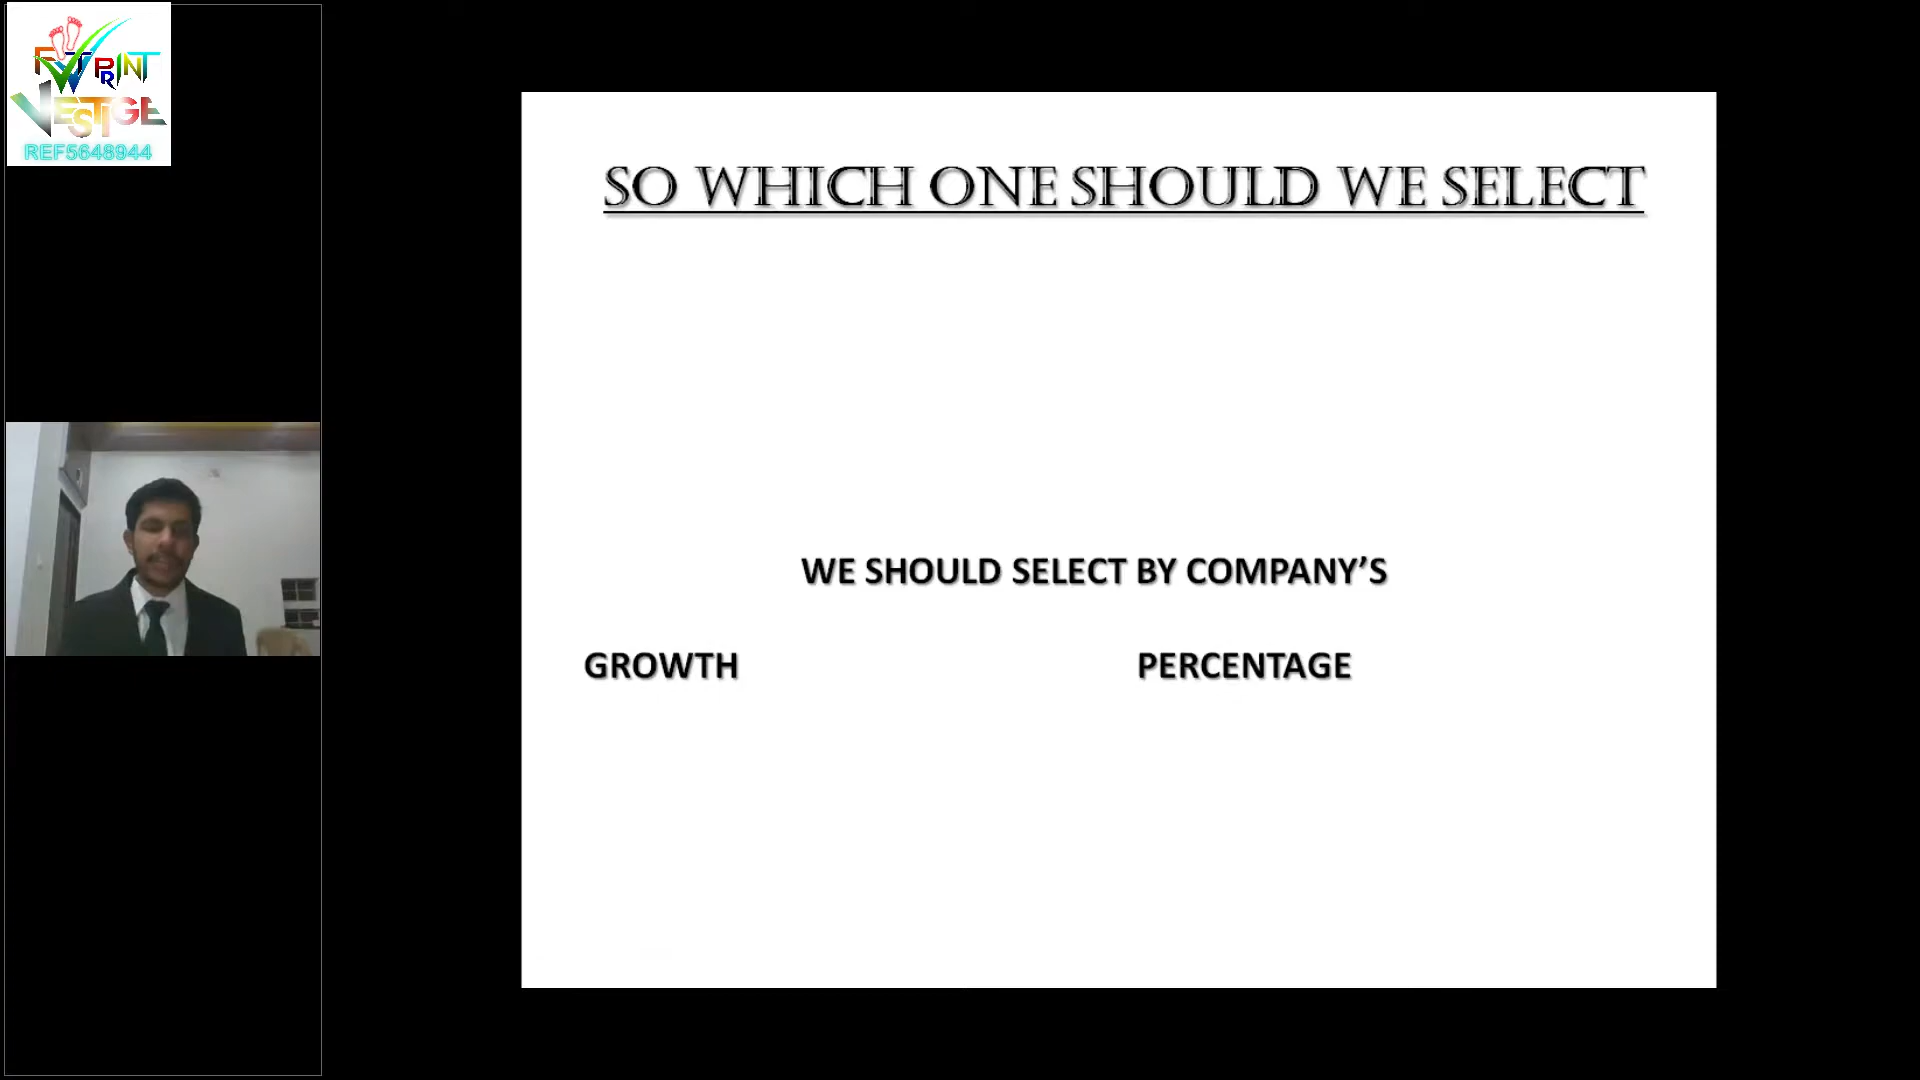 FOOTPRINT
VESTIGE
REF5648944
SO WHICH ONE SHOULD WE SELECT
WE SHOULD SELECT BY COMPANY’S
GROWTH PERCENTAGE